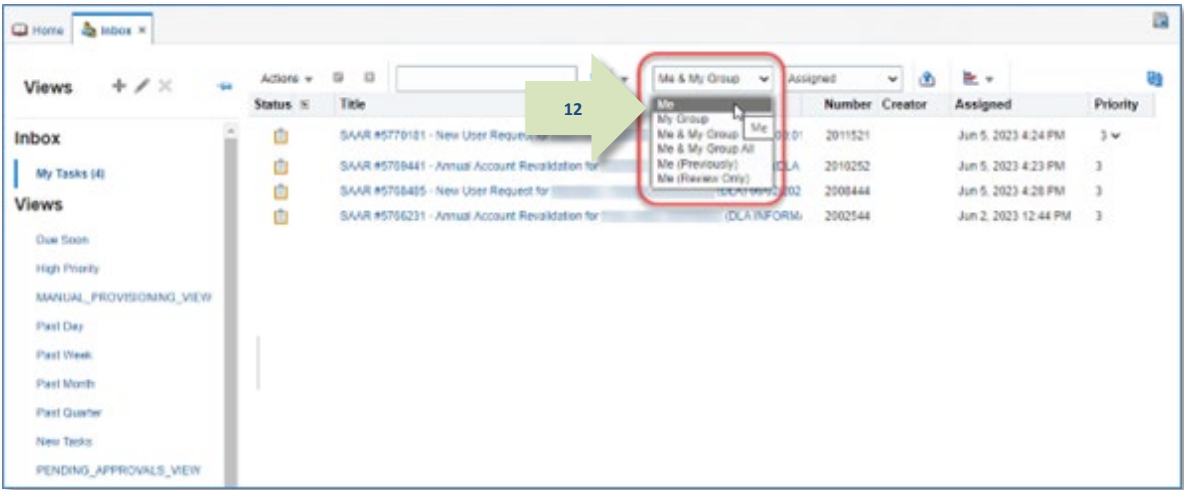 Home Inbox ×
Views
Actions Me & My Group Assigned
Status Title Number Creator Assigned Priority
12
Me
My Group
Me & My Group
Me & My Group All
Me (Previously)
Me (Review Only)
Me
Inbox
My Tasks (4)
Views
Due Soon
High Priority
MANUAL_PROVISIONING_VIEW
Past Day
Past Week
Past Month
Past Quarter
New Tasks
PENDING_APPROVALS_VIEW
SAAR #5770181 - New User Request for 2011521 Jun 5, 2023 4:24 PM 3
SAAR #5769441 - Annual Account Revalidation for 2010252 Jun 5, 2023 4:23 PM 3
SAAR #5768485 - New User Request for 2008444 Jun 5, 2023 4:28 PM 3
SAAR #5766231 - Annual Account Revalidation for (DLA INFORM 2002544 Jun 2, 2023 12:44 PM 3